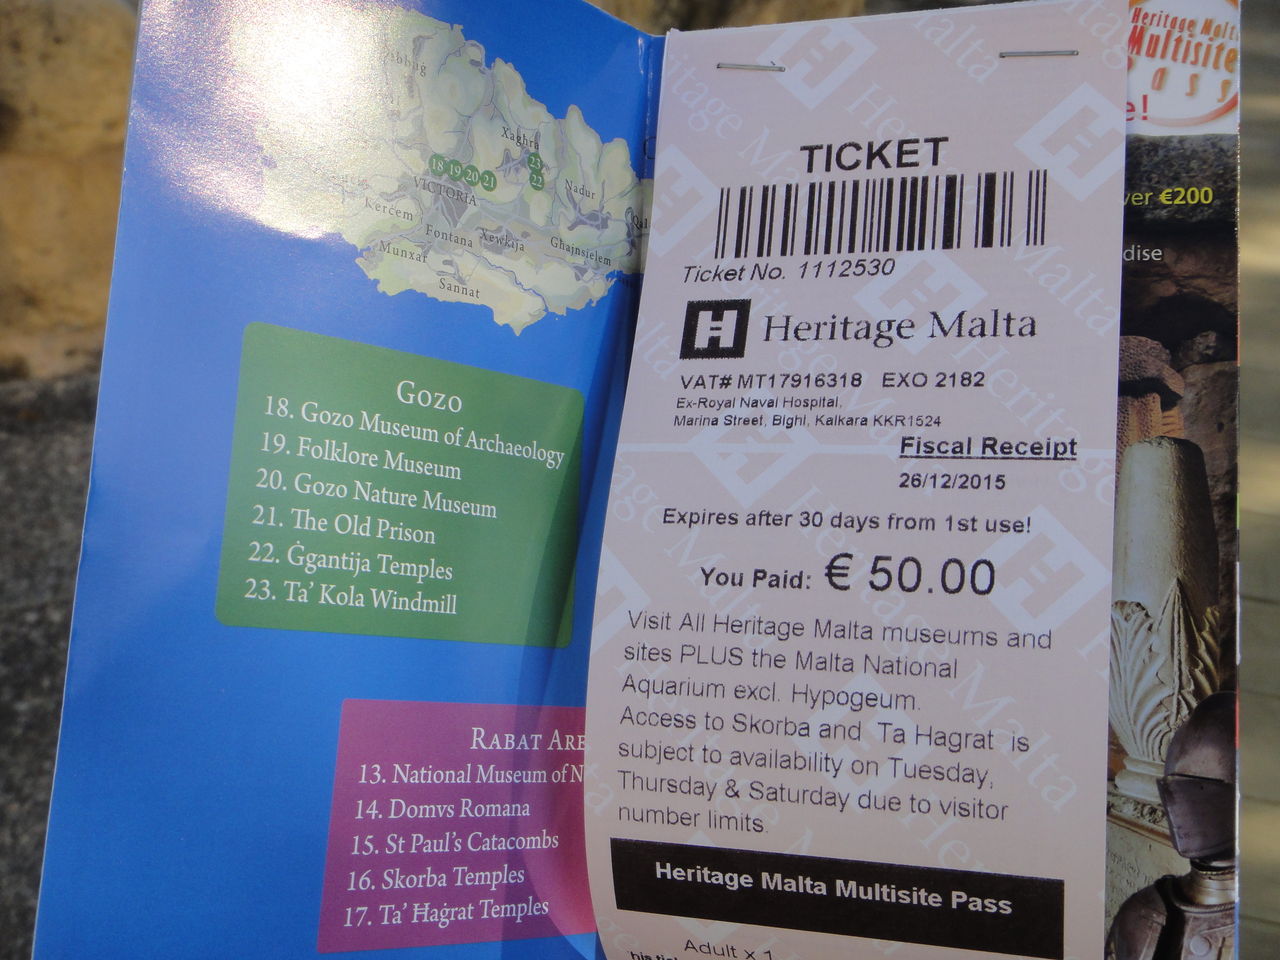 Xagħra
23
22
18 19 20 21
VICTORIA
Nadur
Kerċem
Fontana
Xewkija
Għajnsielem
Munxar
Sannat
Gozo
18. Gozo Museum of Archaeology
19. Folklore Museum
20. Gozo Nature Museum
21. The Old Prison
22. Ġgantija Temples
23. Ta' Kola Windmill
RABAT ARE
13. National Museum of N
14. Domvs Romana
15. St Paul's Catacombs
16. Skorba Temples
17. Ta' Ħaġrat Temples
TICKET
Ticket No. 1112530
Heritage Malta
VAT# MT17916318 EXO 2182
Ex-Royal Naval Hospital,
Marina Street, Bighi, Kalkara KKR1524
Fiscal Receipt
26/12/2015
Expires after 30 days from 1st use!
You Paid: € 50.00
Visit All Heritage Malta museums and
sites PLUS the Malta National
Aquarium excl. Hypogeum.
Access to Skorba and Ta Hagrat is
subject to availability on Tuesday,
Thursday & Saturday due to visitor
number limits.
Heritage Malta Multisite Pass
Adult x 1
Heritage Malta
Multisite
Pass
e!
ver €200
dise